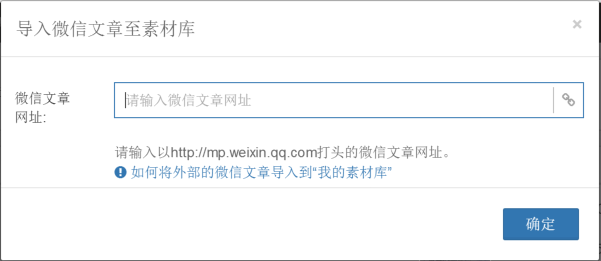 导入微信文章至素材库
×
微信文章
网址:
请输入微信文章网址
请输入以http://mp.weixin.qq.com打头的微信文章网址。
如何将外部的微信文章导入到“我的素材库”
确定